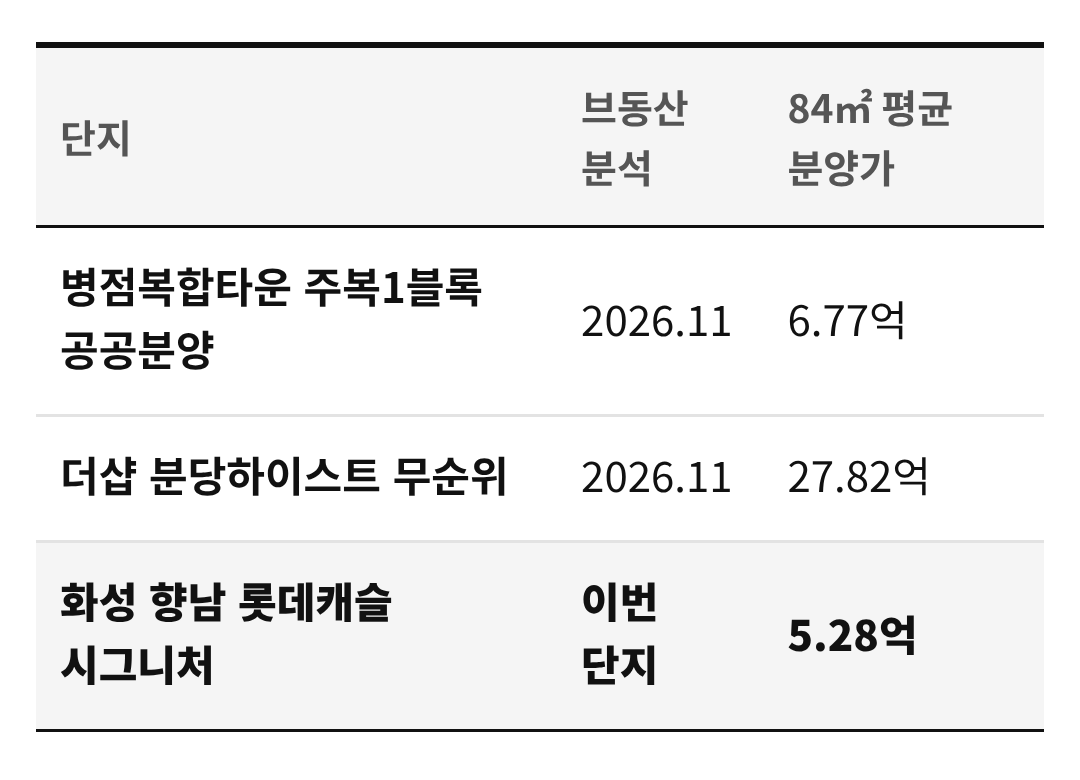 단지
브동산
분석
84㎡ 평균
분양가
병점복합타운 주복1블록
공공분양
2026.11
6.77억
더샵 분당하이스트 무순위
2026.11
27.82억
화성 향남 롯데캐슬
시그니처
이번
단지
5.28억